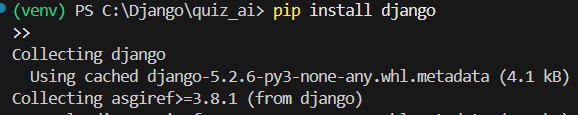 (venv) PS C:\Django\quiz_ai> pip install django
>>
Collecting django
  Using cached django-5.2.6-py3-none-any.whl.metadata (4.1 kB)
Collecting asgiref>=3.8.1 (from django)